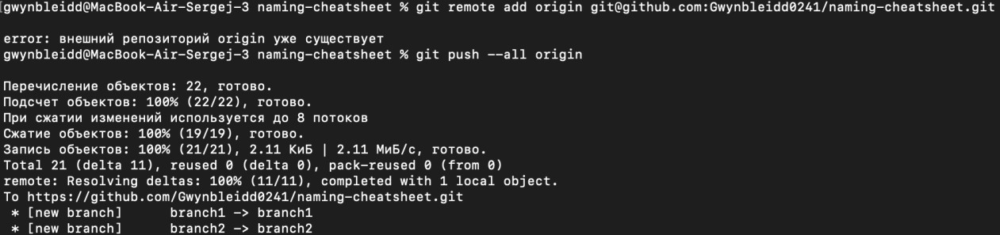 gwynbleidd@MacBook-Air-Sergej-3 naming-cheatsheet % git remote add origin git@github.com:Gwynbleidd0241/naming-cheatsheet.git
error: внешний репозиторий origin уже существует
gwynbleidd@MacBook-Air-Sergej-3 naming-cheatsheet % git push --all origin
Перечисление объектов: 22, готово.
Подсчет объектов: 100% (22/22), готово.
При сжатии изменений используется до 8 потоков
Сжатие объектов: 100% (19/19), готово.
Запись объектов: 100% (21/21), 2.11 КиБ | 2.11 МиБ/с, готово.
Total 21 (delta 11), reused 0 (delta 0), pack-reused 0 (from 0)
remote: Resolving deltas: 100% (11/11), completed with 1 local object.
To https://github.com/Gwynbleidd0241/naming-cheatsheet.git
 * [new branch]      branch1 -> branch1
 * [new branch]      branch2 -> branch2